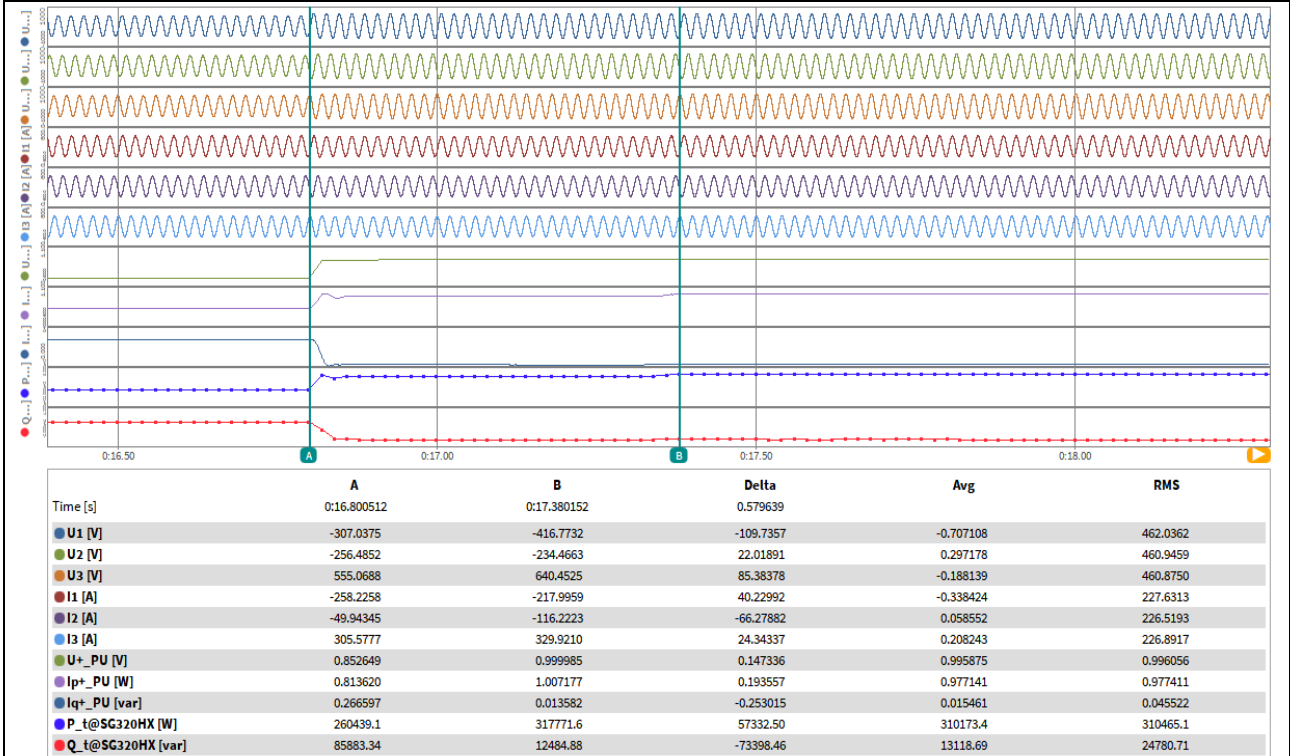 U...]
U...]
U...]
I1 [A]
I2 [A]
I3 [A]
U...]
I...]
I...]
P...]
Q...]
0:16.50 A 0:17.00 B 0:17.50 0:18.00
A B Delta Avg RMS
Time [s] 0:16.800512 0:17.380152 0.579639
U1 [V] -307.0375 -416.7732 -109.7357 -0.707108 462.0362
U2 [V] -256.4852 -234.4663 22.01891 0.297178 460.9459
U3 [V] 555.0688 640.4525 85.38378 -0.188139 460.8750
I1 [A] -258.2258 -217.9959 40.22992 -0.338424 227.6313
I2 [A] -49.94345 -116.2223 -66.27882 0.058552 226.5193
I3 [A] 305.5777 329.9210 24.34337 0.208243 226.8917
U+_PU [V] 0.852649 0.999985 0.147336 0.995875 0.996056
Ip+_PU [W] 0.813620 1.007177 0.193557 0.977141 0.977411
Iq+_PU [var] 0.266597 0.013582 -0.253015 0.015461 0.045522
P_t@SG320HX [W] 260439.1 317771.6 57332.50 310173.4 310465.1
Q_t@SG320HX [var] 85883.34 12484.88 -73398.46 13118.69 24780.71